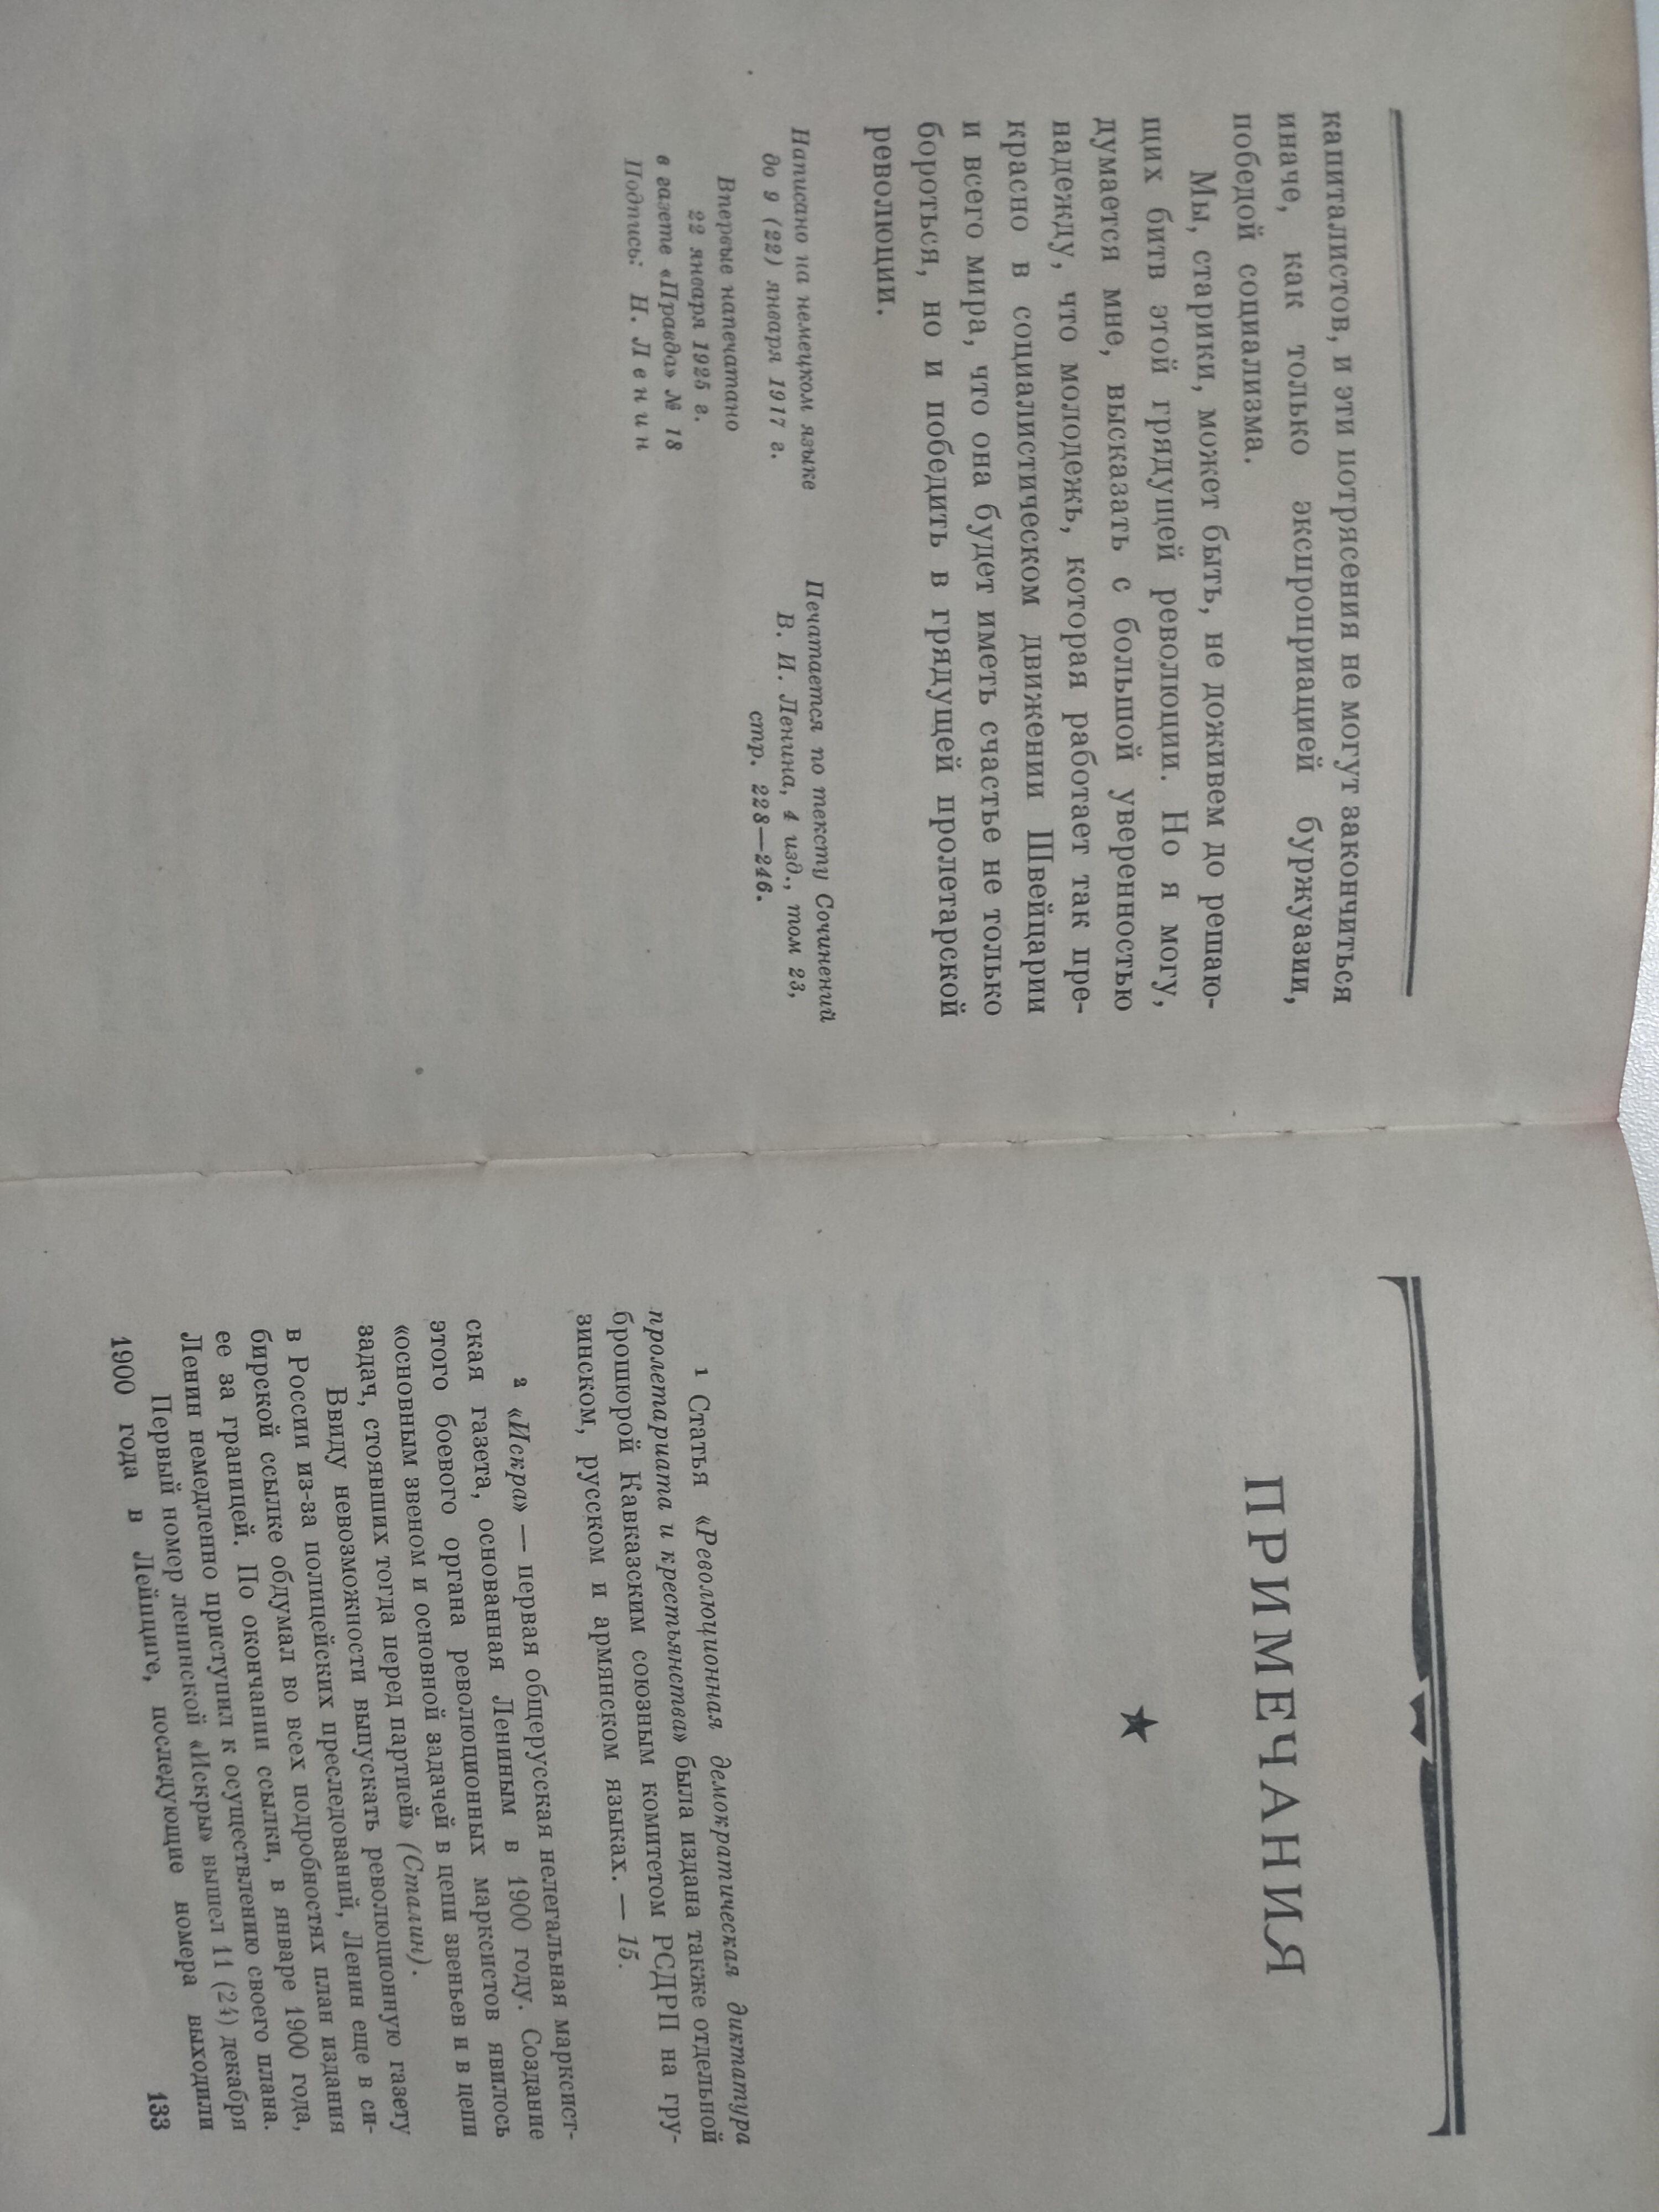 капиталистов, и эти потрясения не могут закончиться
иначе, как только экспроприацией буржуазии,
победой социализма.
Мы, старики, может быть, не доживем до решаю-
щих битв этой грядущей революции. Но я могу,
думается мне, высказать с большой уверенностью
надежду, что молодежь, которая работает так пре-
красно в социалистическом движении Швейцарии
и всего мира, что она будет иметь счастье не только
бороться, но и победить в грядущей пролетарской
революции.
Написано на немецком языке
до 9 (22) января 1917 г.
Впервые напечатано
22 января 1925 г.
в газете «Правда» № 18
Подпись: Н. Ленин
Печатается по тексту Сочинений
В. И. Ленина, 4 изд., том 23,
стр. 228—246.
ПРИМЕЧАНИЯ
★
1 Статья «Революционная демократическая диктатура
пролетариата и крестьянства» была издана также отдельной
брошюрой Кавказским союзным комитетом РСДРП на гру-
зинском, русском и армянском языках. — 15.
2 «Искра» — первая общерусская нелегальная марксист-
ская газета, основанная Лениным в 1900 году. Создание
этого боевого органа революционных марксистов явилось
«основным звеном и основной задачей в цепи звеньев и в цепи
задач, стоявших тогда перед партией» (Сталин).
Ввиду невозможности выпускать революционную газету
в России из-за полицейских преследований, Ленин еще в си-
бирской ссылке обдумал во всех подробностях план издания
ее за границей. По окончании ссылки, в январе 1900 года,
Ленин немедленно приступил к осуществлению своего плана.
Первый номер ленинской «Искры» вышел 11 (24) декабря
1900 года в Лейпциге, последующие номера выходили
133